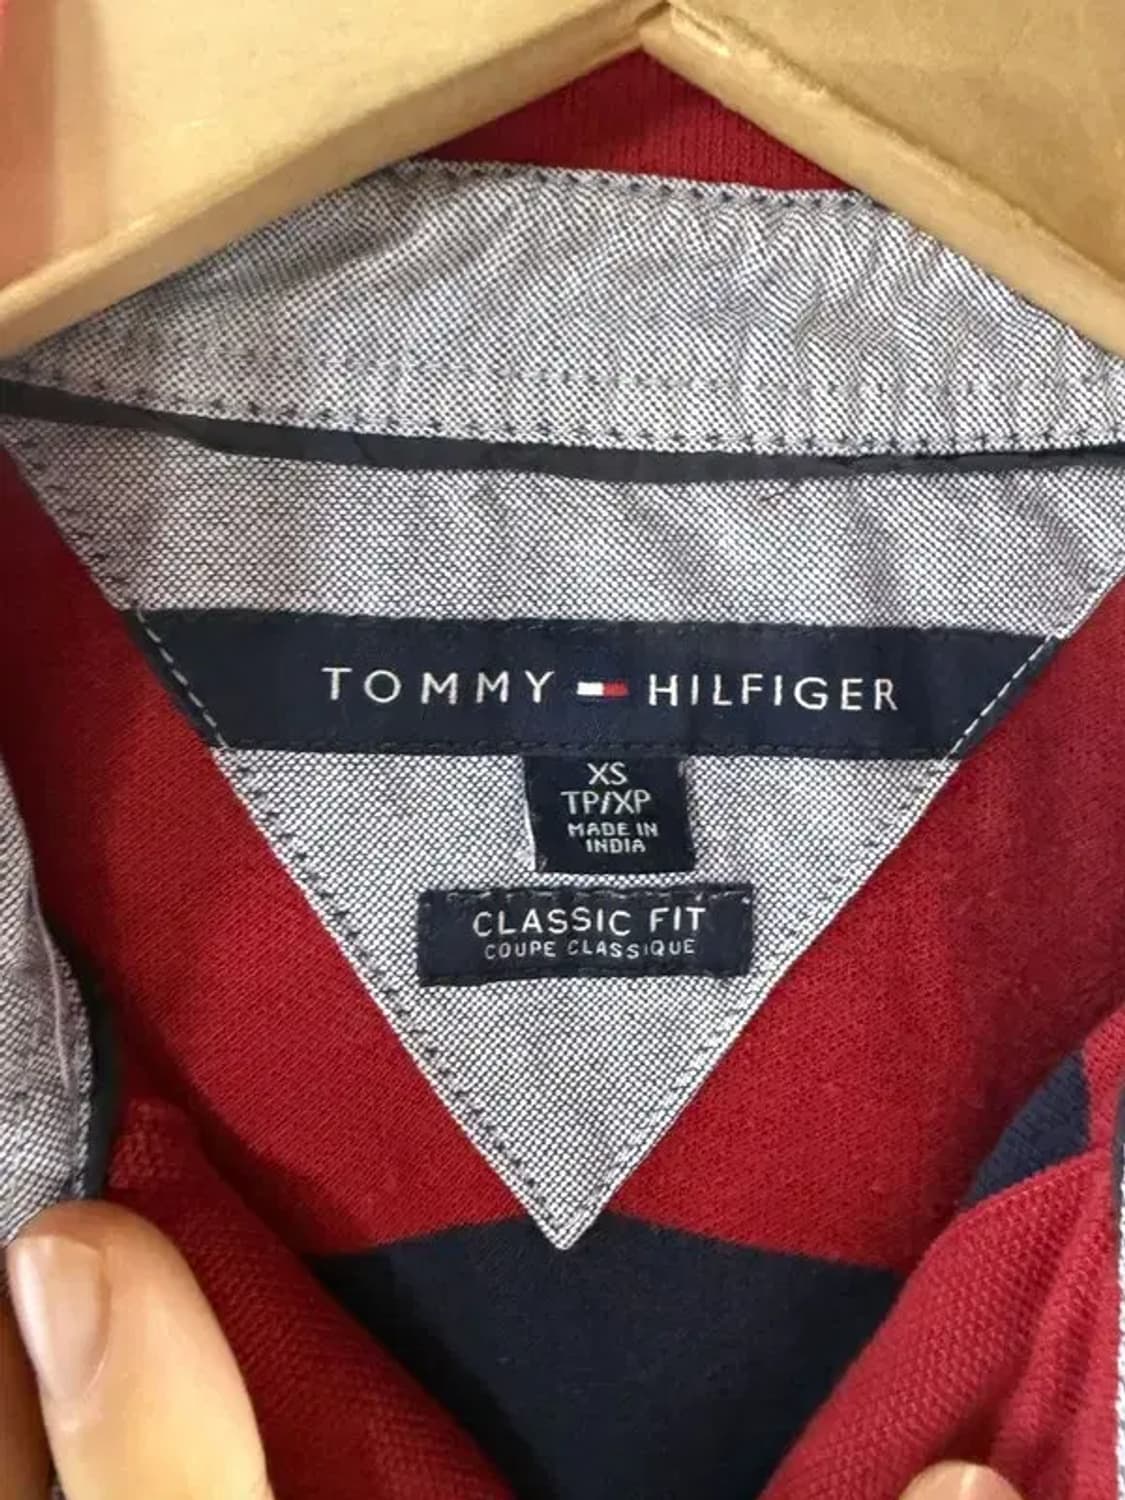 TOMMY HILFIGER
XS
TP/XP
MADE IN
INDIA
CLASSIC FIT
COUPE CLASSIQUE